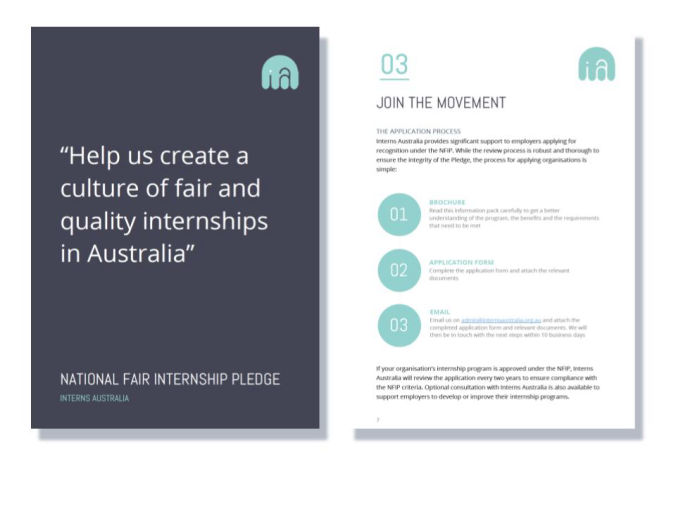 ia
“Help us create a
culture of fair and
quality internships
in Australia”
NATIONAL FAIR INTERNSHIP PLEDGE
INTERNS AUSTRALIA
03
ia
JOIN THE MOVEMENT
THE APPLICATION PROCESS
Interns Australia provides significant support to employers applying for
recognition under the NFIP. While the review process is robust and thorough to
ensure the integrity of the Pledge, the process for applying organisations is
simple:
01
BROCHURE
Read this information pack carefully to get a better
understanding of the program, the benefits and the requirements
that need to be met
02
APPLICATION FORM
Complete the application form and attach the relevant
documents
03
EMAIL
Email us on admin@internsaustralia.org.au and attach the
completed application form and relevant documents. We will
then be in touch with the next steps within 10 business days
If your organisation's internship program is approved under the NFIP, Interns
Australia will review the application every two years to ensure compliance with
the NFIP criteria. Optional consultation with Interns Australia is also available to
support employers to develop or improve their internship programs.
7